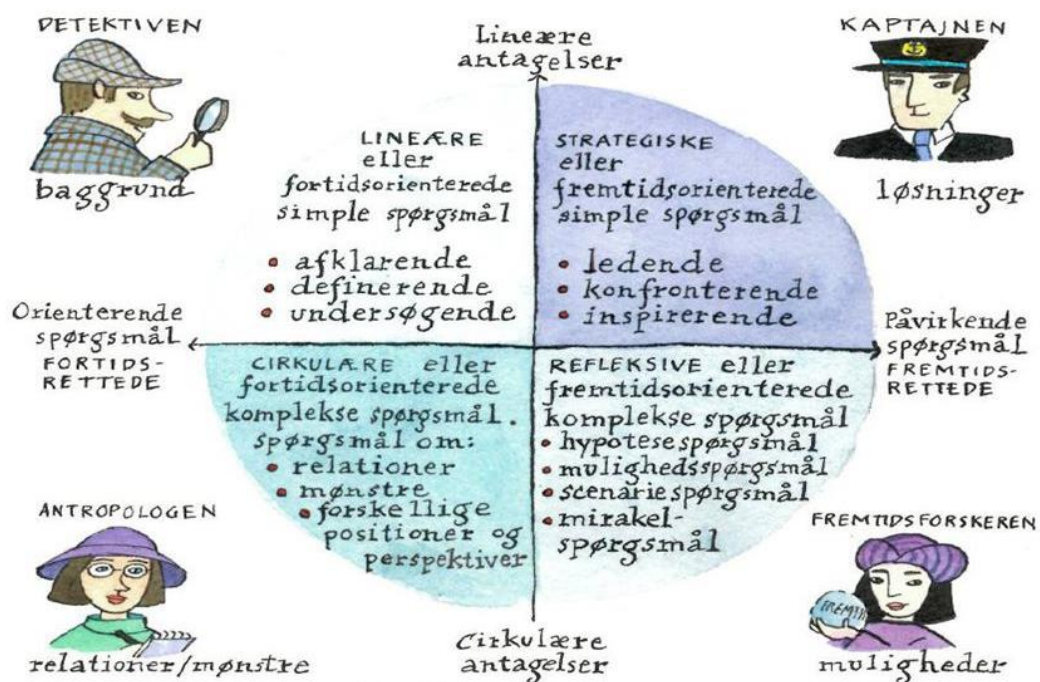 DETEKTIVEN
baggrund
Lineære
antagelser
KAPTAJNEN
løsninger
LINEÆRE
eller
fortidsorienterede
simple spørgsmål
• afklarende
• definerende
• undersøgende
STRATEGISKE
eller
fremtidsorienterede
simple spørgsmål
• ledende
• konfronterende
• inspirerende
Orienterende
spørgsmål
FORTIDS-
RETTEDE
Påvirkende
spørgsmål
FREMTIDS-
RETTEDE
CIRKULÆRE eller
fortidsorienterede
komplekse spørgsmål.
spørgsmål om:
• relationer
• mønstre
• forskellige
positioner og
perspektiver
REFLEKSIVE eller
fremtidsorienterede
komplekse spørgsmål
• hypotesespørgsmål
• mulighedsspørgsmål
• scenariespørgsmål
• mirakel-
spørgsmål
ANTROPOLOGEN
relationer/mønstre
Cirkulære
antagelser
FREMTIDSFORSKEREN
muligheder